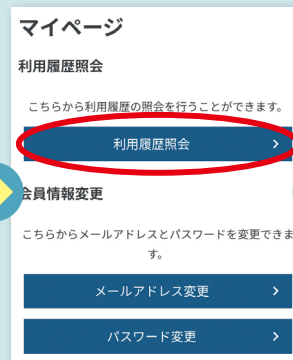 マイページ
利用履歴照会
こちらから利用履歴の照会を行うことができます。
利用履歴照会
会員情報変更
こちらからメールアドレスとパスワードを変更できま
す。
メールアドレス変更
パスワード変更